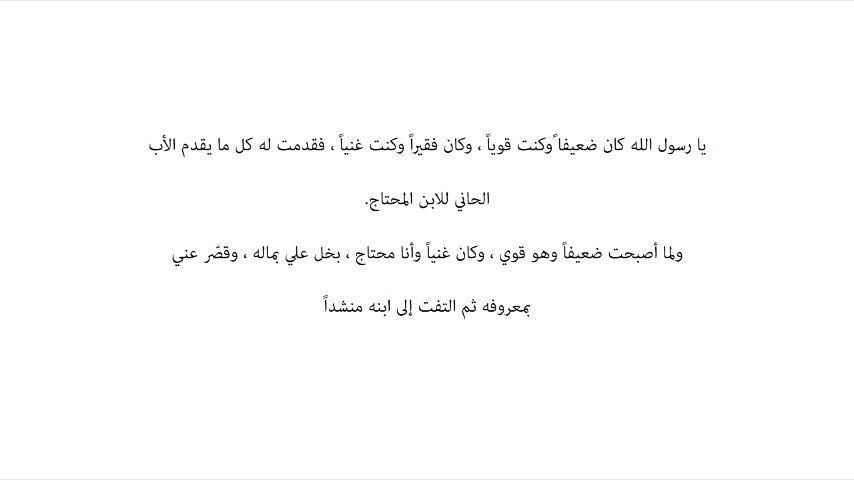 يا رسول الله كان ضعيفا ًوكنت قوياً ، وكان فقيراً وكنت غنياً ، فقدمت له كل ما يقدم الأب
الحاني للابن المحتاج.
ولما أصبحت ضعيفاً وهو قوي ، وكان غنياً وأنا محتاج ، بخل علي بماله ، وقصّر عني
بمعروفه ثم التفت إلى ابنه منشداً